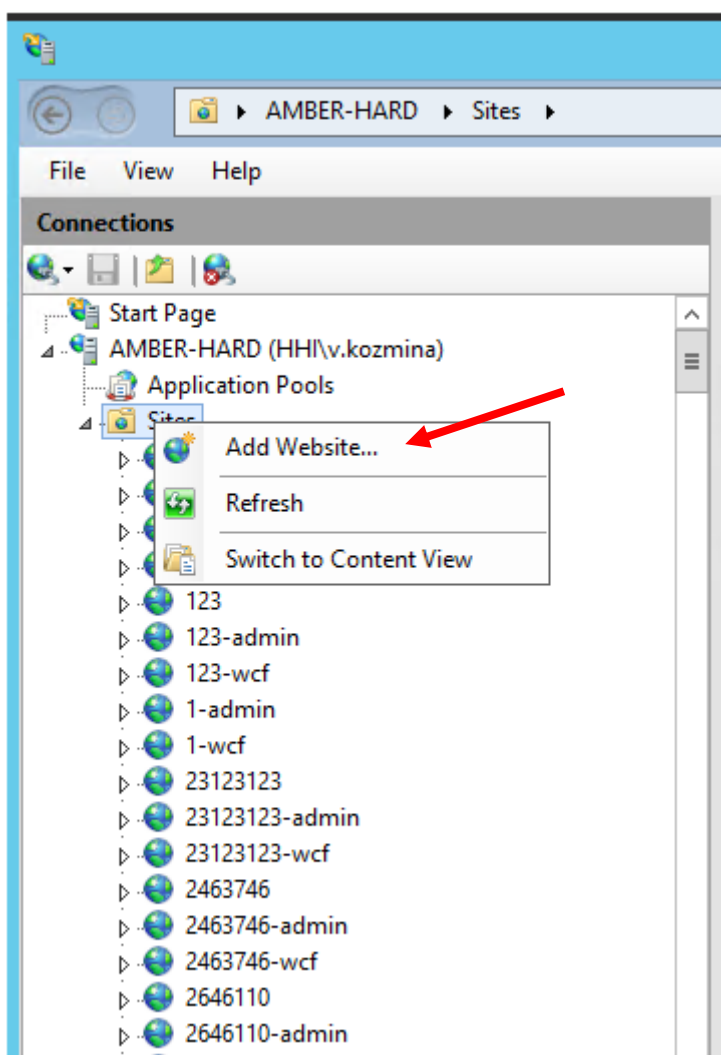 AMBER-HARD Sites
File View Help
Connections
Start Page
AMBER-HARD (HHI\v.kozmina)
Application Pools
Sites
Add Website...
Refresh
Switch to Content View
123
123-admin
123-wcf
1-admin
1-wcf
23123123
23123123-admin
23123123-wcf
2463746
2463746-admin
2463746-wcf
2646110
2646110-admin